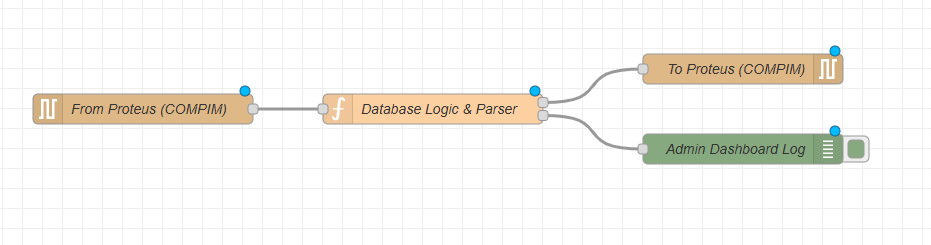 From Proteus (COMPIM)
Database Logic & Parser
To Proteus (COMPIM)
Admin Dashboard Log